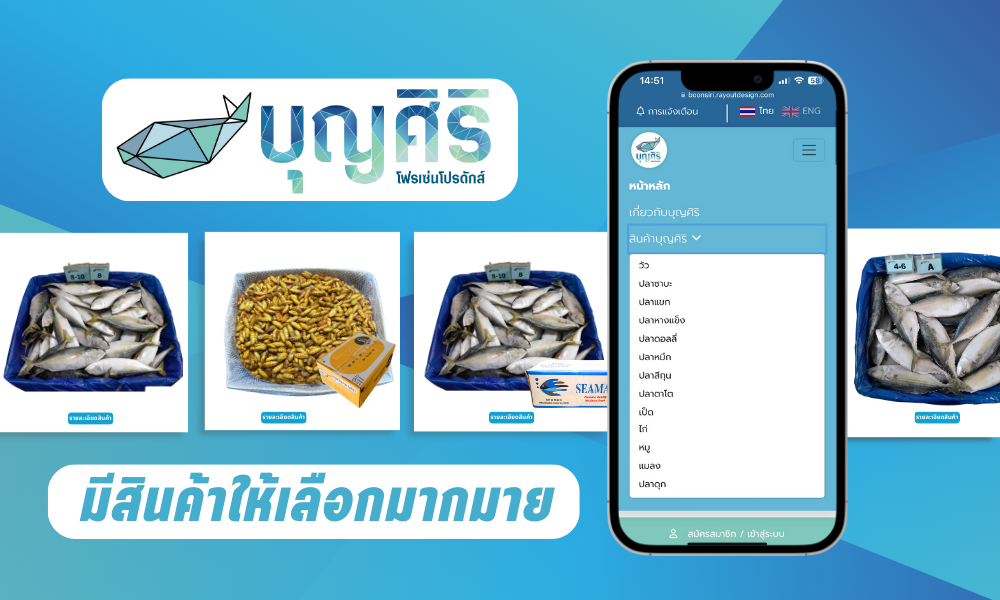 บุญศิริ
โฟรเซ่นโปรดักส์
5-10 B
รายละเอียดสินค้า
รายละเอียดสินค้า
5-10 B
SEAMA
รายละเอียดสินค้า
4-6 A
รายละเอียดสินค้า
มีสินค้าให้เลือกมากมาย
14:51
58
boonsiri.rayoutdesign.com
การแจ้งเตือน
ไทย
ENG
บุญศิริ
หน้าหลัก
เกี่ยวกับบุญศิริ
สินค้าบุญศิริ
วัว
ปลาซาบะ
ปลาแขก
ปลาหางแข็ง
ปลาดอลลี่
ปลาหมึก
ปลาสีกุน
ปลาตาโต
เป็ด
ไก่
หมู
แมลง
ปลาดุก
สมัครสมาชิก / เข้าสู่ระบบ